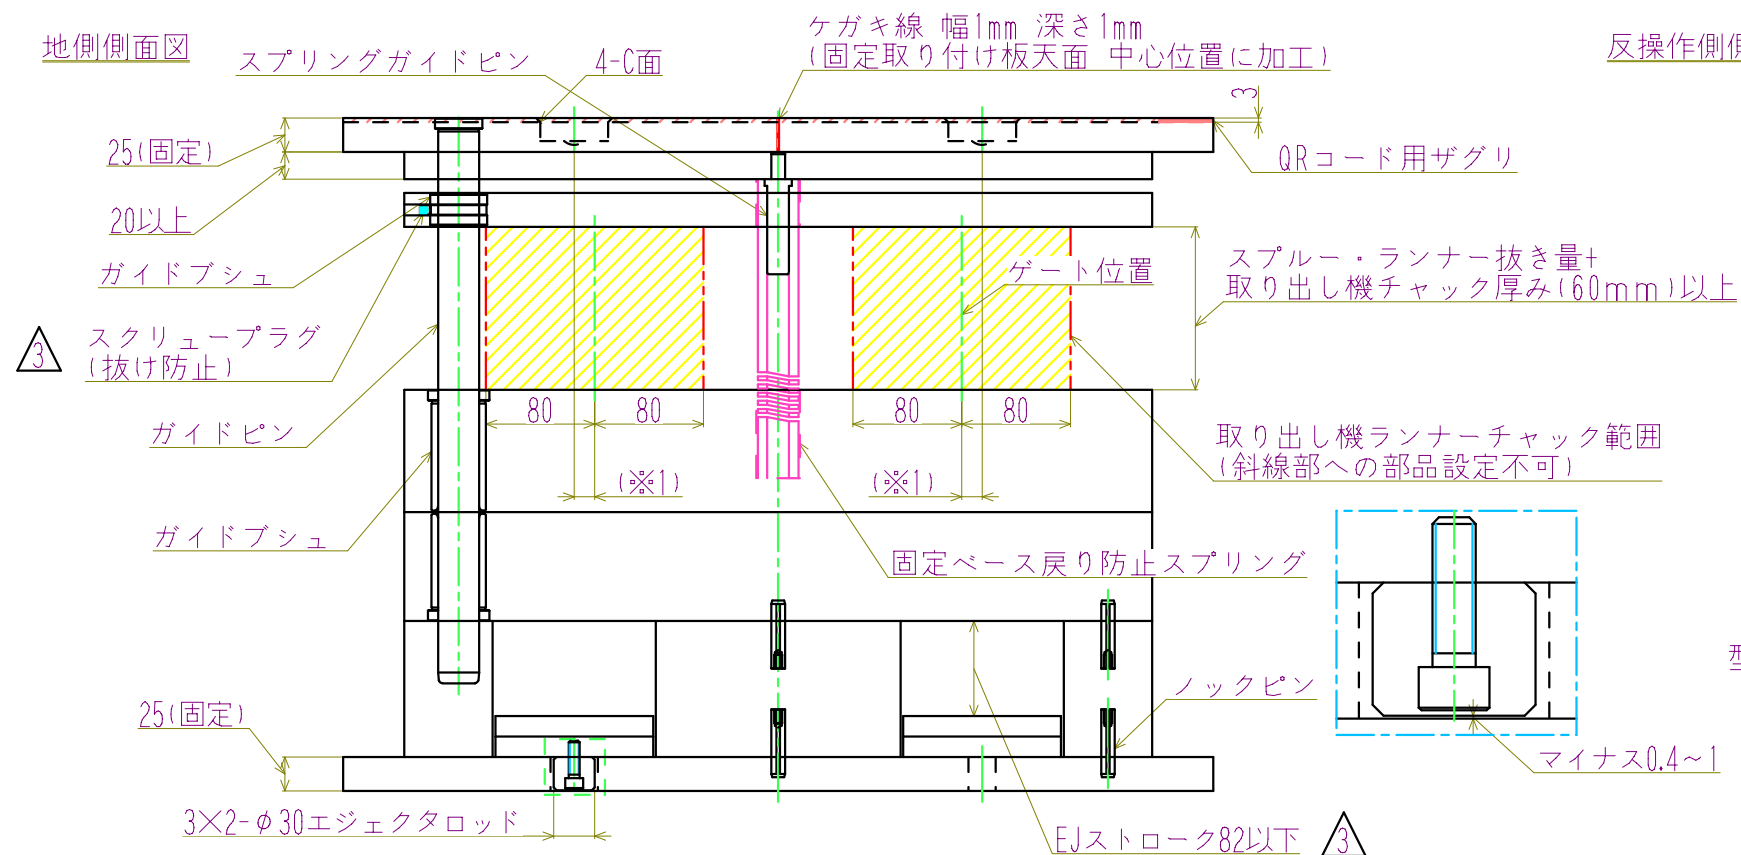 地側側面図
スプリングガイドピン
4-C面
ケガキ線 幅1mm 深さ1mm
(固定取り付け板天面 中心位置に加工)
反操作側
3
25(固定)
QRコード用ザグリ
20以上
ガイドブシュ
ゲート位置
スプルー・ランナー抜き量+
取り出し機チャック厚み(60mm)以上
3
スクリュープラグ
(抜け防止)
80
80
80
80
ガイドピン
取り出し機ランナーチャック範囲
(斜線部への部品設定不可)
(※1)
(※1)
ガイドブシュ
固定ベース戻り防止スプリング
ノックピン
25(固定)
マイナス0.4~1
3×2-φ30エジェクタロッド
EJストローク82以下
3